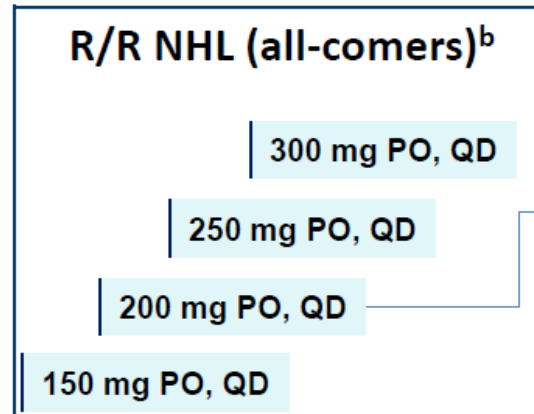 R/R NHL (all-comers)ᵇ
300 mg PO, QD
250 mg PO, QD
200 mg PO, QD
150 mg PO, QD